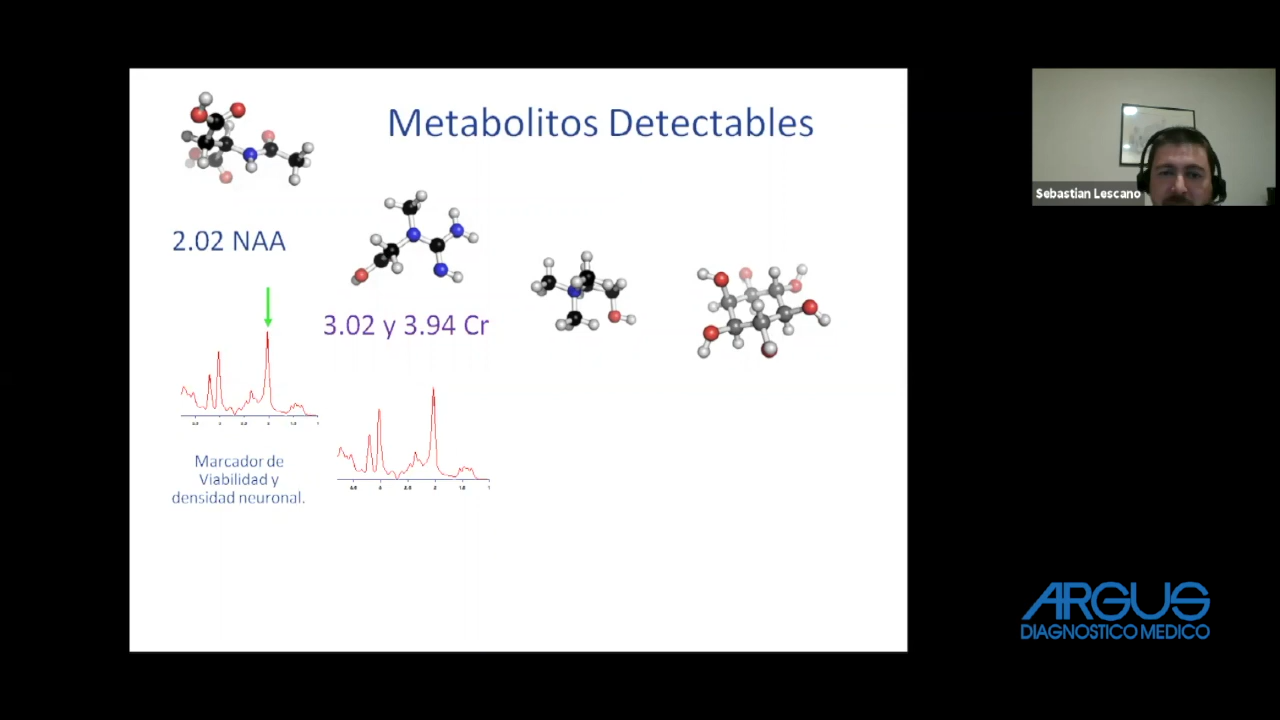 Metabolitos Detectables
2.02 NAA
3.02 y 3.94 Cr
Marcador de
Viabilidad y
densidad neuronal.
Sebastian Lescano
ARGUS
DIAGNOSTICO MEDICO